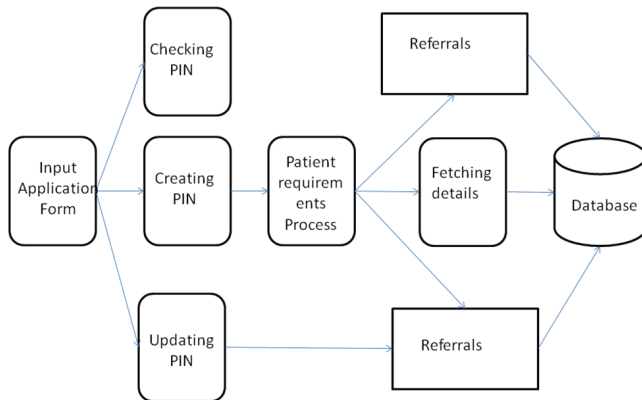 Checking
PIN
Referrals
Input
Application
Form
Creating
PIN
Patient
requirem
ents
Process
Fetching
details
Database
Updating
PIN
Referrals